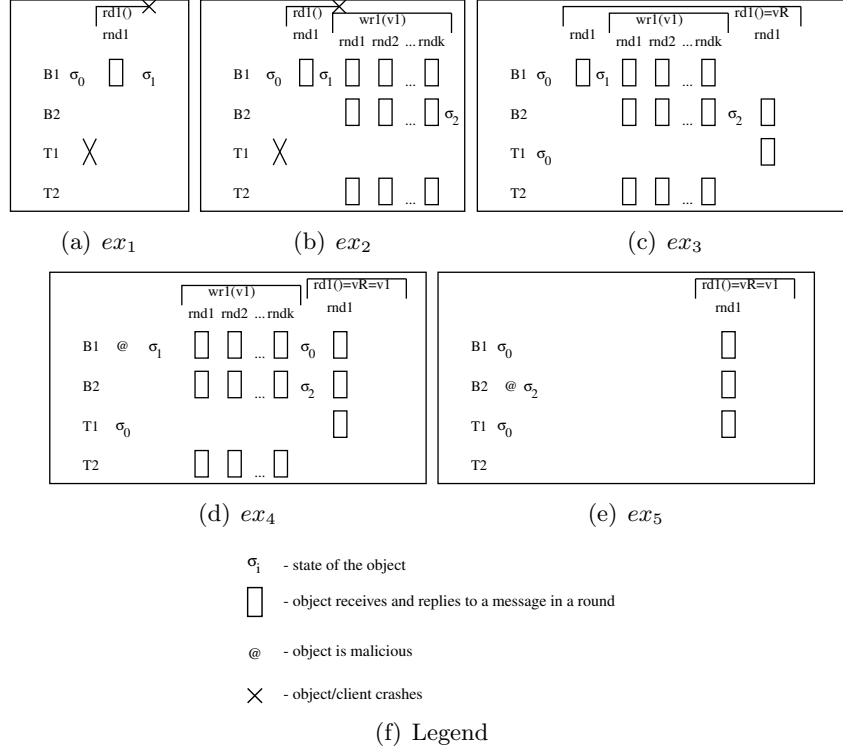 rd1()
rnd1
B1 σ0 σ1
B2
T1
T2
(a) ex1
rd1() wr1(v1)
rnd1 rnd1 rnd2 ... rndk
B1 σ0 σ1 ...
B2 ... σ2
T1
T2 ...
(b) ex2
wr1(v1) rd1()=vR
rnd1 rnd1 rnd2 ... rndk rnd1
B1 σ0 σ1 ...
B2 ... σ2
T1 σ0
T2 ...
(c) ex3
wr1(v1) rd1()=vR=v1
rnd1 rnd2 ... rndk rnd1
B1 @ σ1 ... σ0
B2 ... σ2
T1 σ0
T2 ...
(d) ex4
rd1()=vR=v1
rnd1
B1 σ0
B2 @ σ2
T1 σ0
T2
(e) ex5
σi - state of the object
- object receives and replies to a message in a round
@ - object is malicious
- object/client crashes
(f) Legend